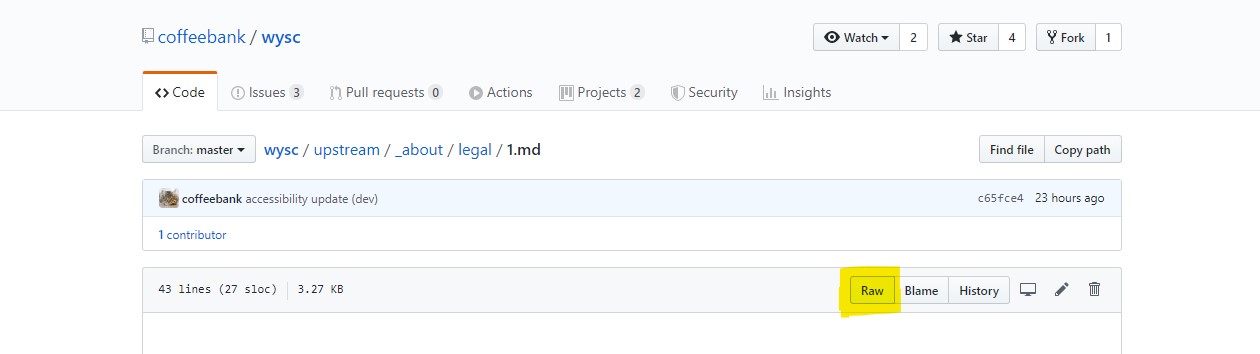 coffeebank / wysc
Watch 2 Star 4 Fork 1
Code Issues 3 Pull requests 0 Actions Projects 2 Security Insights
Branch: master wysc / upstream / _about / legal / 1.md Find file Copy path
coffeebank accessibility update (dev) c65fce4 23 hours ago
1 contributor
43 lines (27 sloc) 3.27 KB Raw Blame History